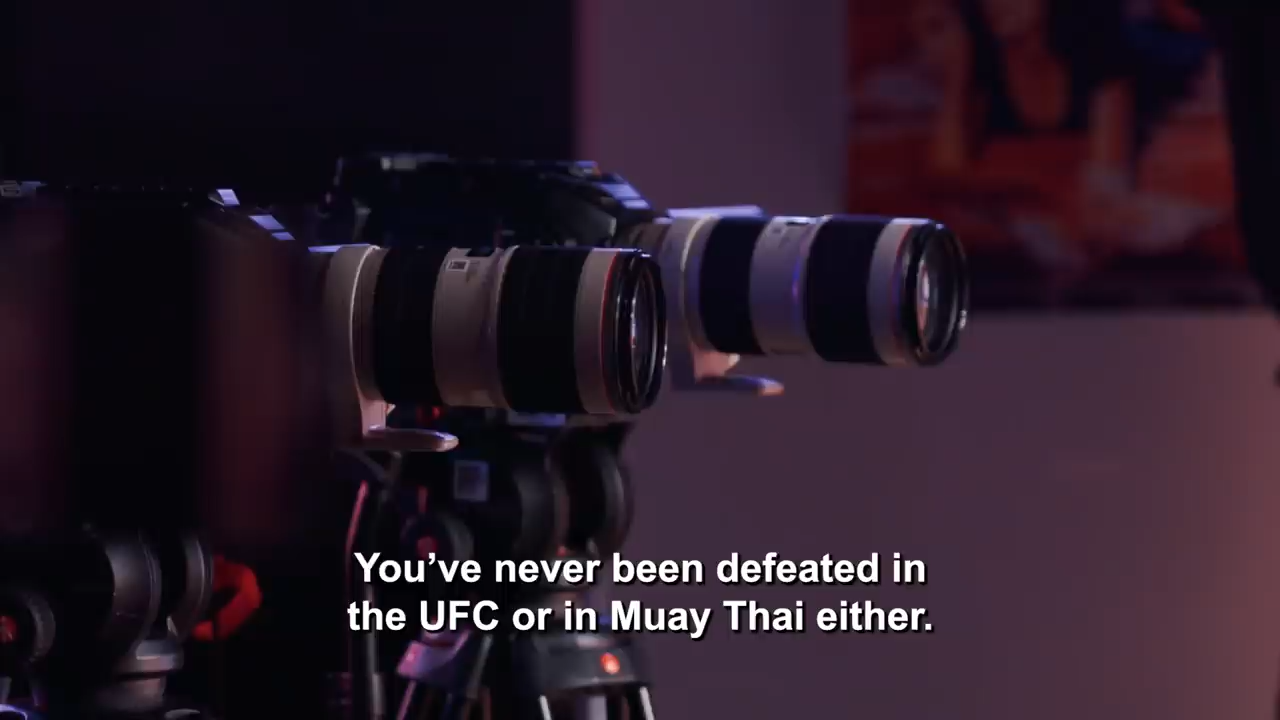 You’ve never been defeated in
the UFC or in Muay Thai either.